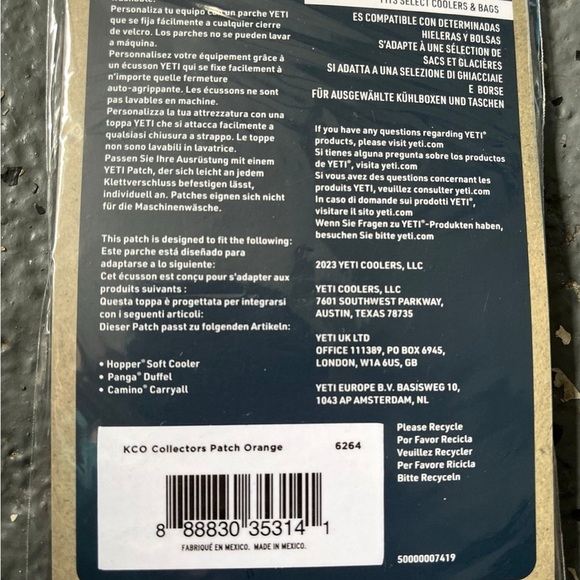 Personaliza tu equipo con un parche YETI
que se fija fácilmente a cualquier cierre
de velcro. Los parches no se pueden lavar
a máquina.
Personnalisez votre équipement grâce à
un écusson YETI qui se fixe facilement à
n'importe quelle fermeture
auto-agrippante. Les écussons ne sont
pas lavables en machine.
Personalizza la tua attrezzatura con una
toppa YETI che si attacca facilmente a
qualsiasi chiusura a strappo. Le toppe
non sono lavabili in lavatrice.
Passen Sie Ihre Ausrüstung mit einem
YETI Patch, der sich leicht an jedem
Klettverschluss befestigen lässt,
individuell an. Patches eignen sich nicht
für die Maschinenwäsche.
This patch is designed to fit the following:
Este parche está diseñado para
adaptarse a lo siguiente:
Cet écusson est conçu pour s'adapter aux
produits suivants :
Questa toppa è progettata per integrarsi
con i seguenti articoli:
Dieser Patch passt zu folgenden Artikeln:
• Hopper® Soft Cooler
• Panga® Duffel
• Camino® Carryall
FITS SELECT COOLERS & BAGS
ES COMPATIBLE CON DETERMINADAS
HIELERAS Y BOLSAS
S'ADAPTE À UNE SÉLECTION DE
SACS ET GLACIÈRES
SI ADATTA A UNA SELEZIONE DI GHIACCIAIE
E BORSE
FÜR AUSGEWÄHLTE KÜHLBOXEN UND TASCHEN
If you have any questions regarding YETI®
products, please visit yeti.com
Si tienes alguna pregunta sobre los productos
de YETI®, visita yeti.com
Si vous avez des questions concernant les
produits YETI, veuillez consulter yeti.com
In caso di domande sui prodotti YETI®,
visitare il sito yeti.com
Wenn Sie Fragen zu YETI®-Produkten haben,
besuchen Sie bitte yeti.com
2023 YETI COOLERS, LLC
YETI COOLERS, LLC
7601 SOUTHWEST PARKWAY,
AUSTIN, TEXAS 78735
YETI UK LTD
OFFICE 111389, PO BOX 6945,
LONDON, W1A 6US, GB
YETI EUROPE B.V. BASISWEG 10,
1043 AP AMSTERDAM, NL
KCO Collectors Patch Orange 6264
8 88830 35314 1
FABRIQUÉ EN MEXICO. MADE IN MEXICO.
Please Recycle
Por Favor Recicla
Veuillez Recycler
Per Favore Ricicla
Bitte Recyceln
50000007419